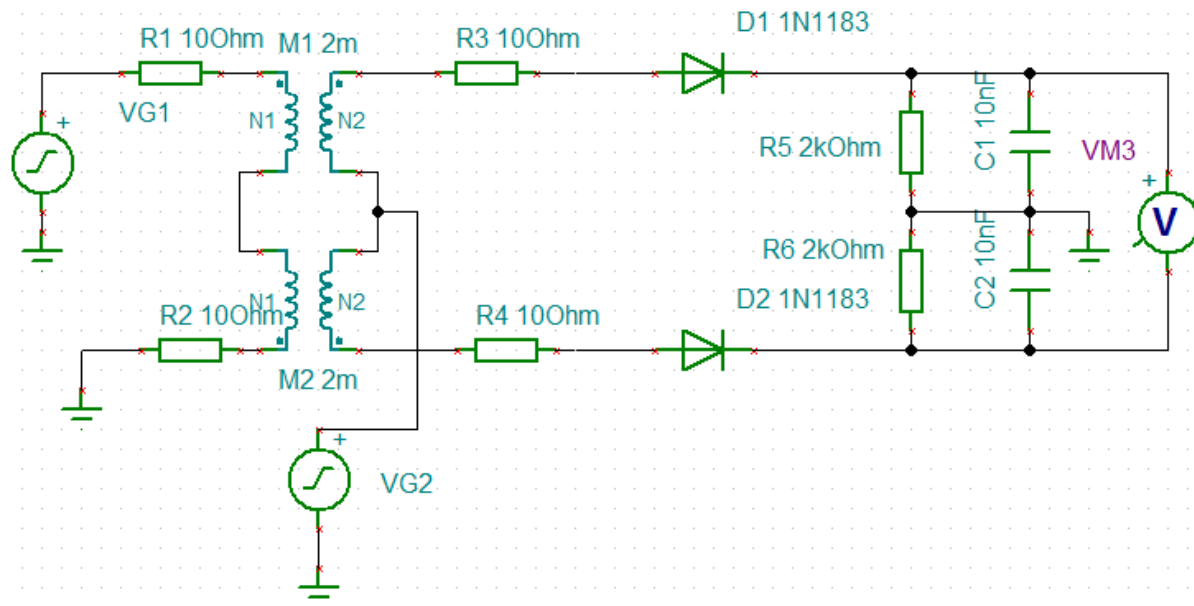 D1 1N1183
R1 10Ohm
M1 2m
R3 10Ohm
+
VG1
N1
N2
R5 2kOhm
C1 10nF
VM3
+
V
R6 2kOhm
C2 10nF
N1
N2
R2 10Ohm
R4 10Ohm
D2 1N1183
M2 2m
+
VG2